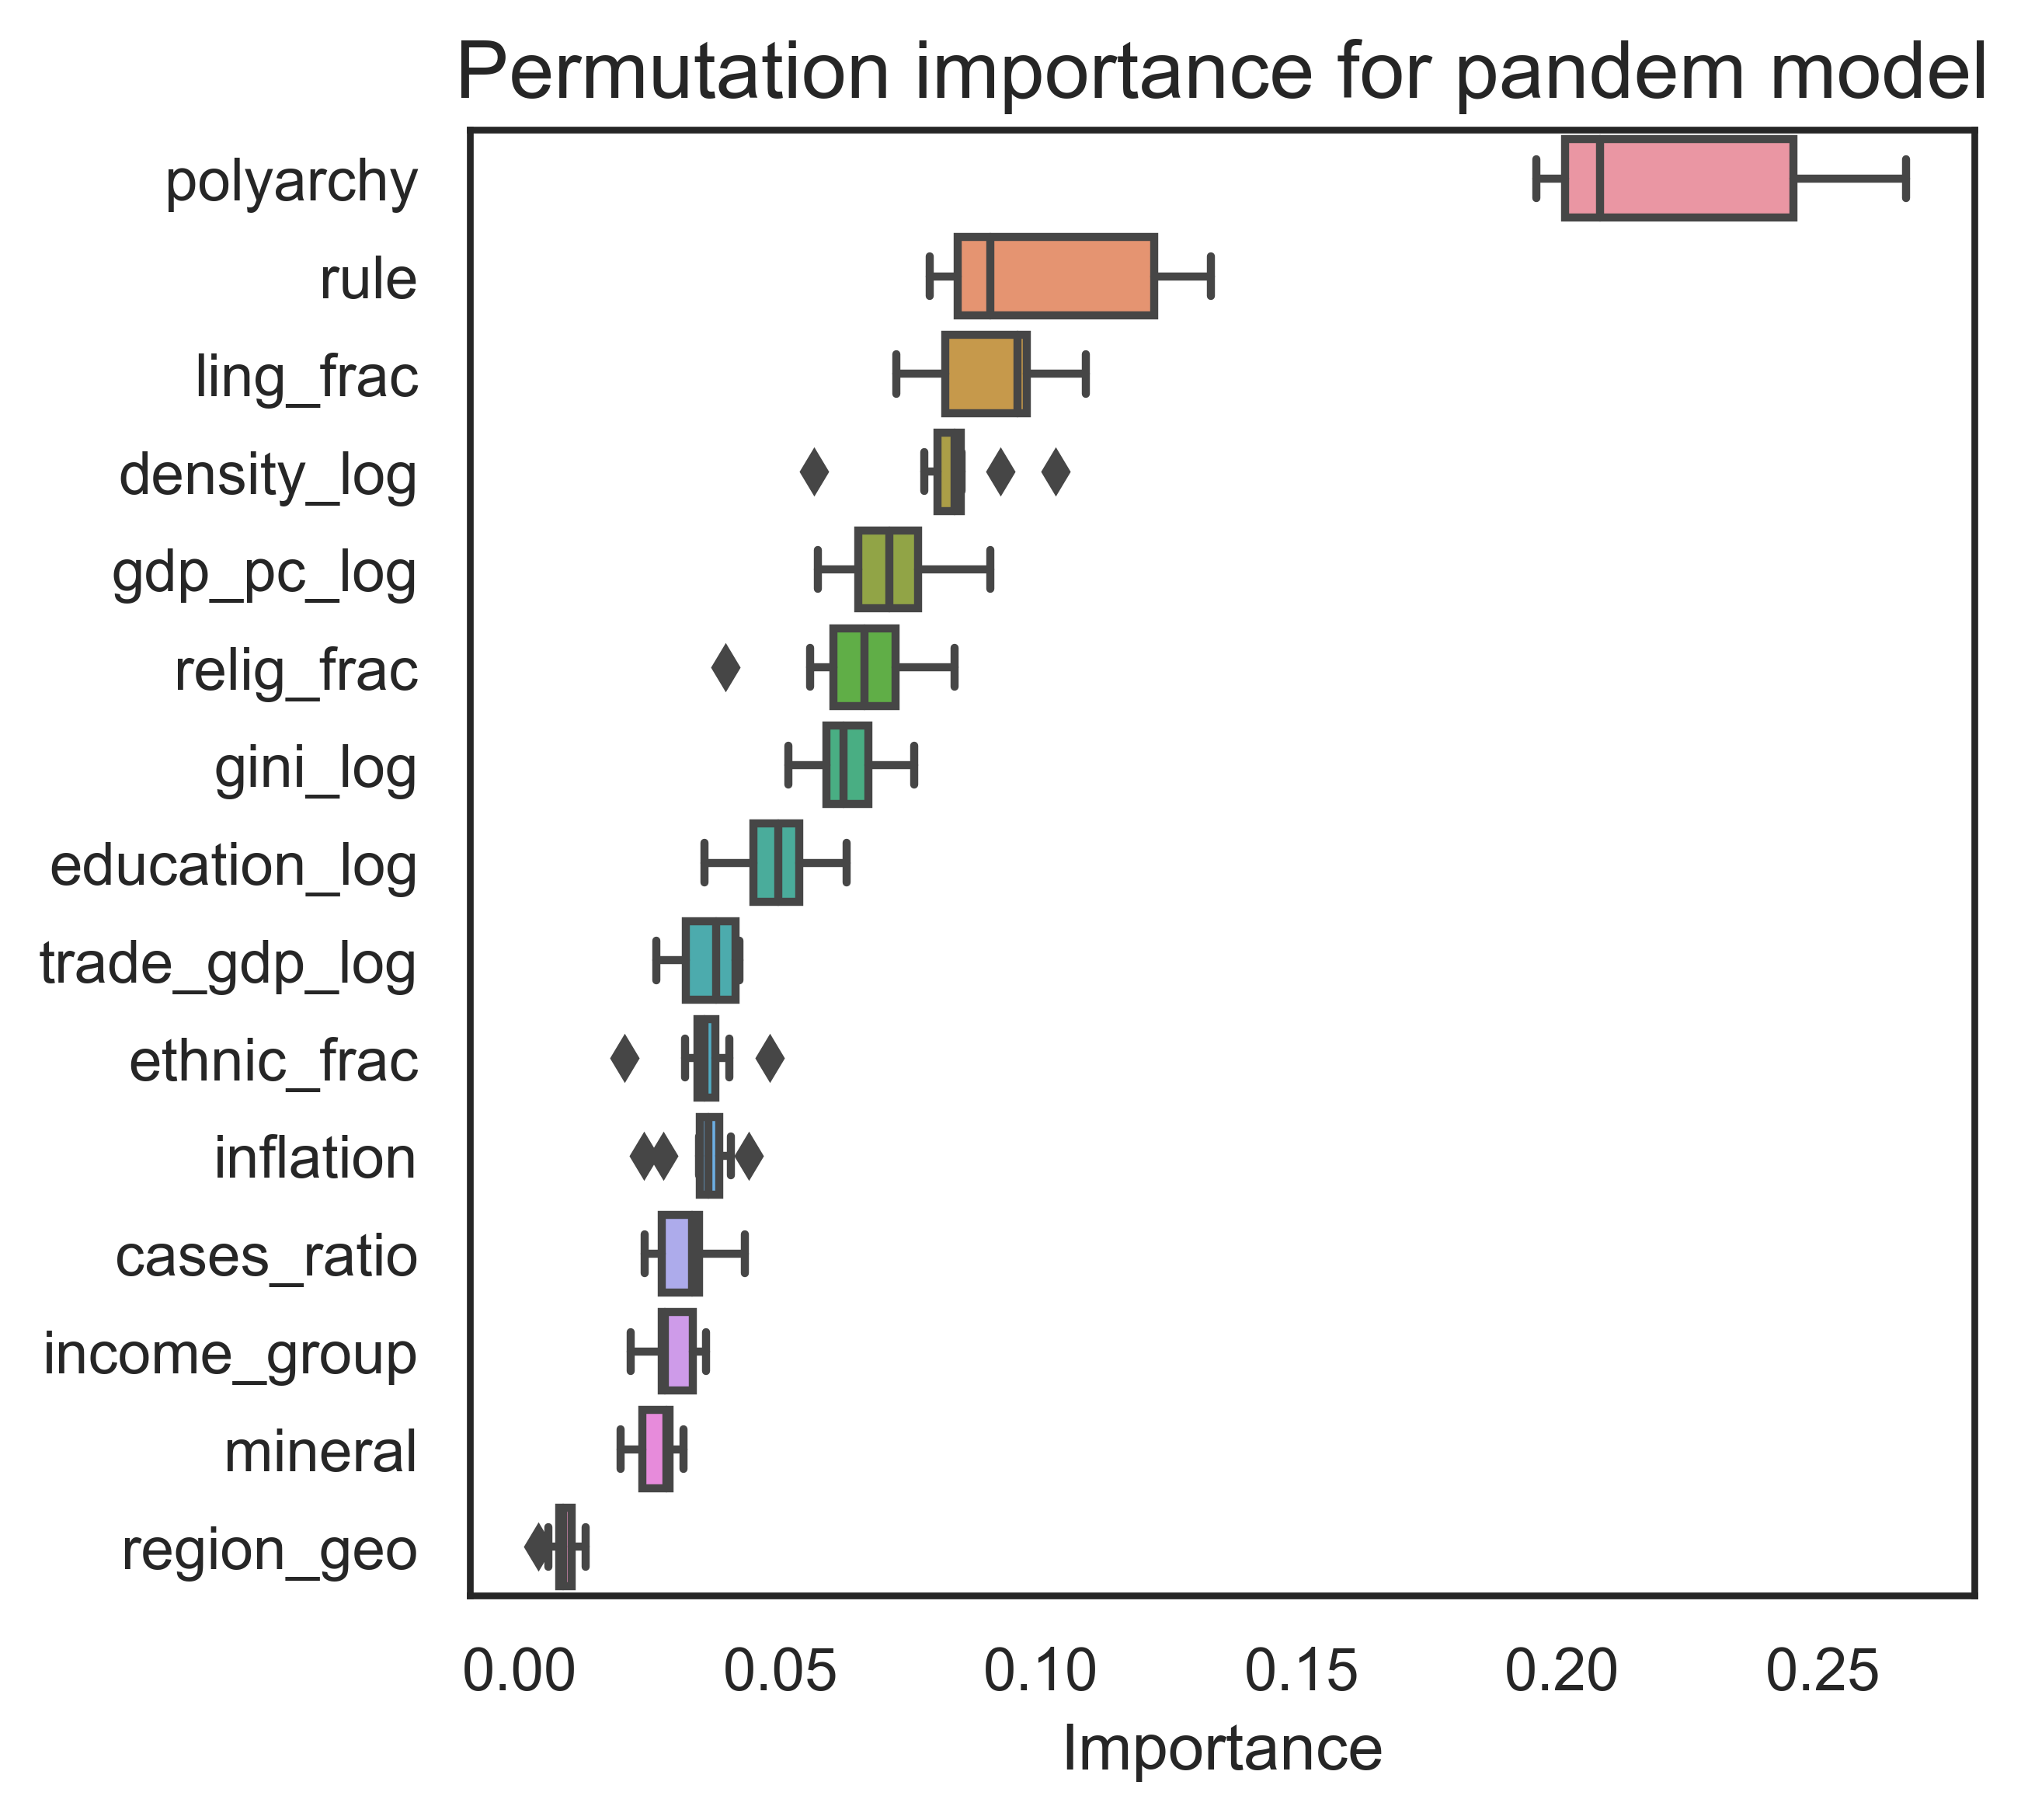 Permutation importance for pandem model
polyarchy
rule
ling_frac
density_log
gdp_pc_log
relig_frac
gini_log
education_log
trade_gdp_log
ethnic_frac
inflation
cases_ratio
income_group
mineral
region_geo
0.00 0.05 0.10 0.15 0.20 0.25
Importance